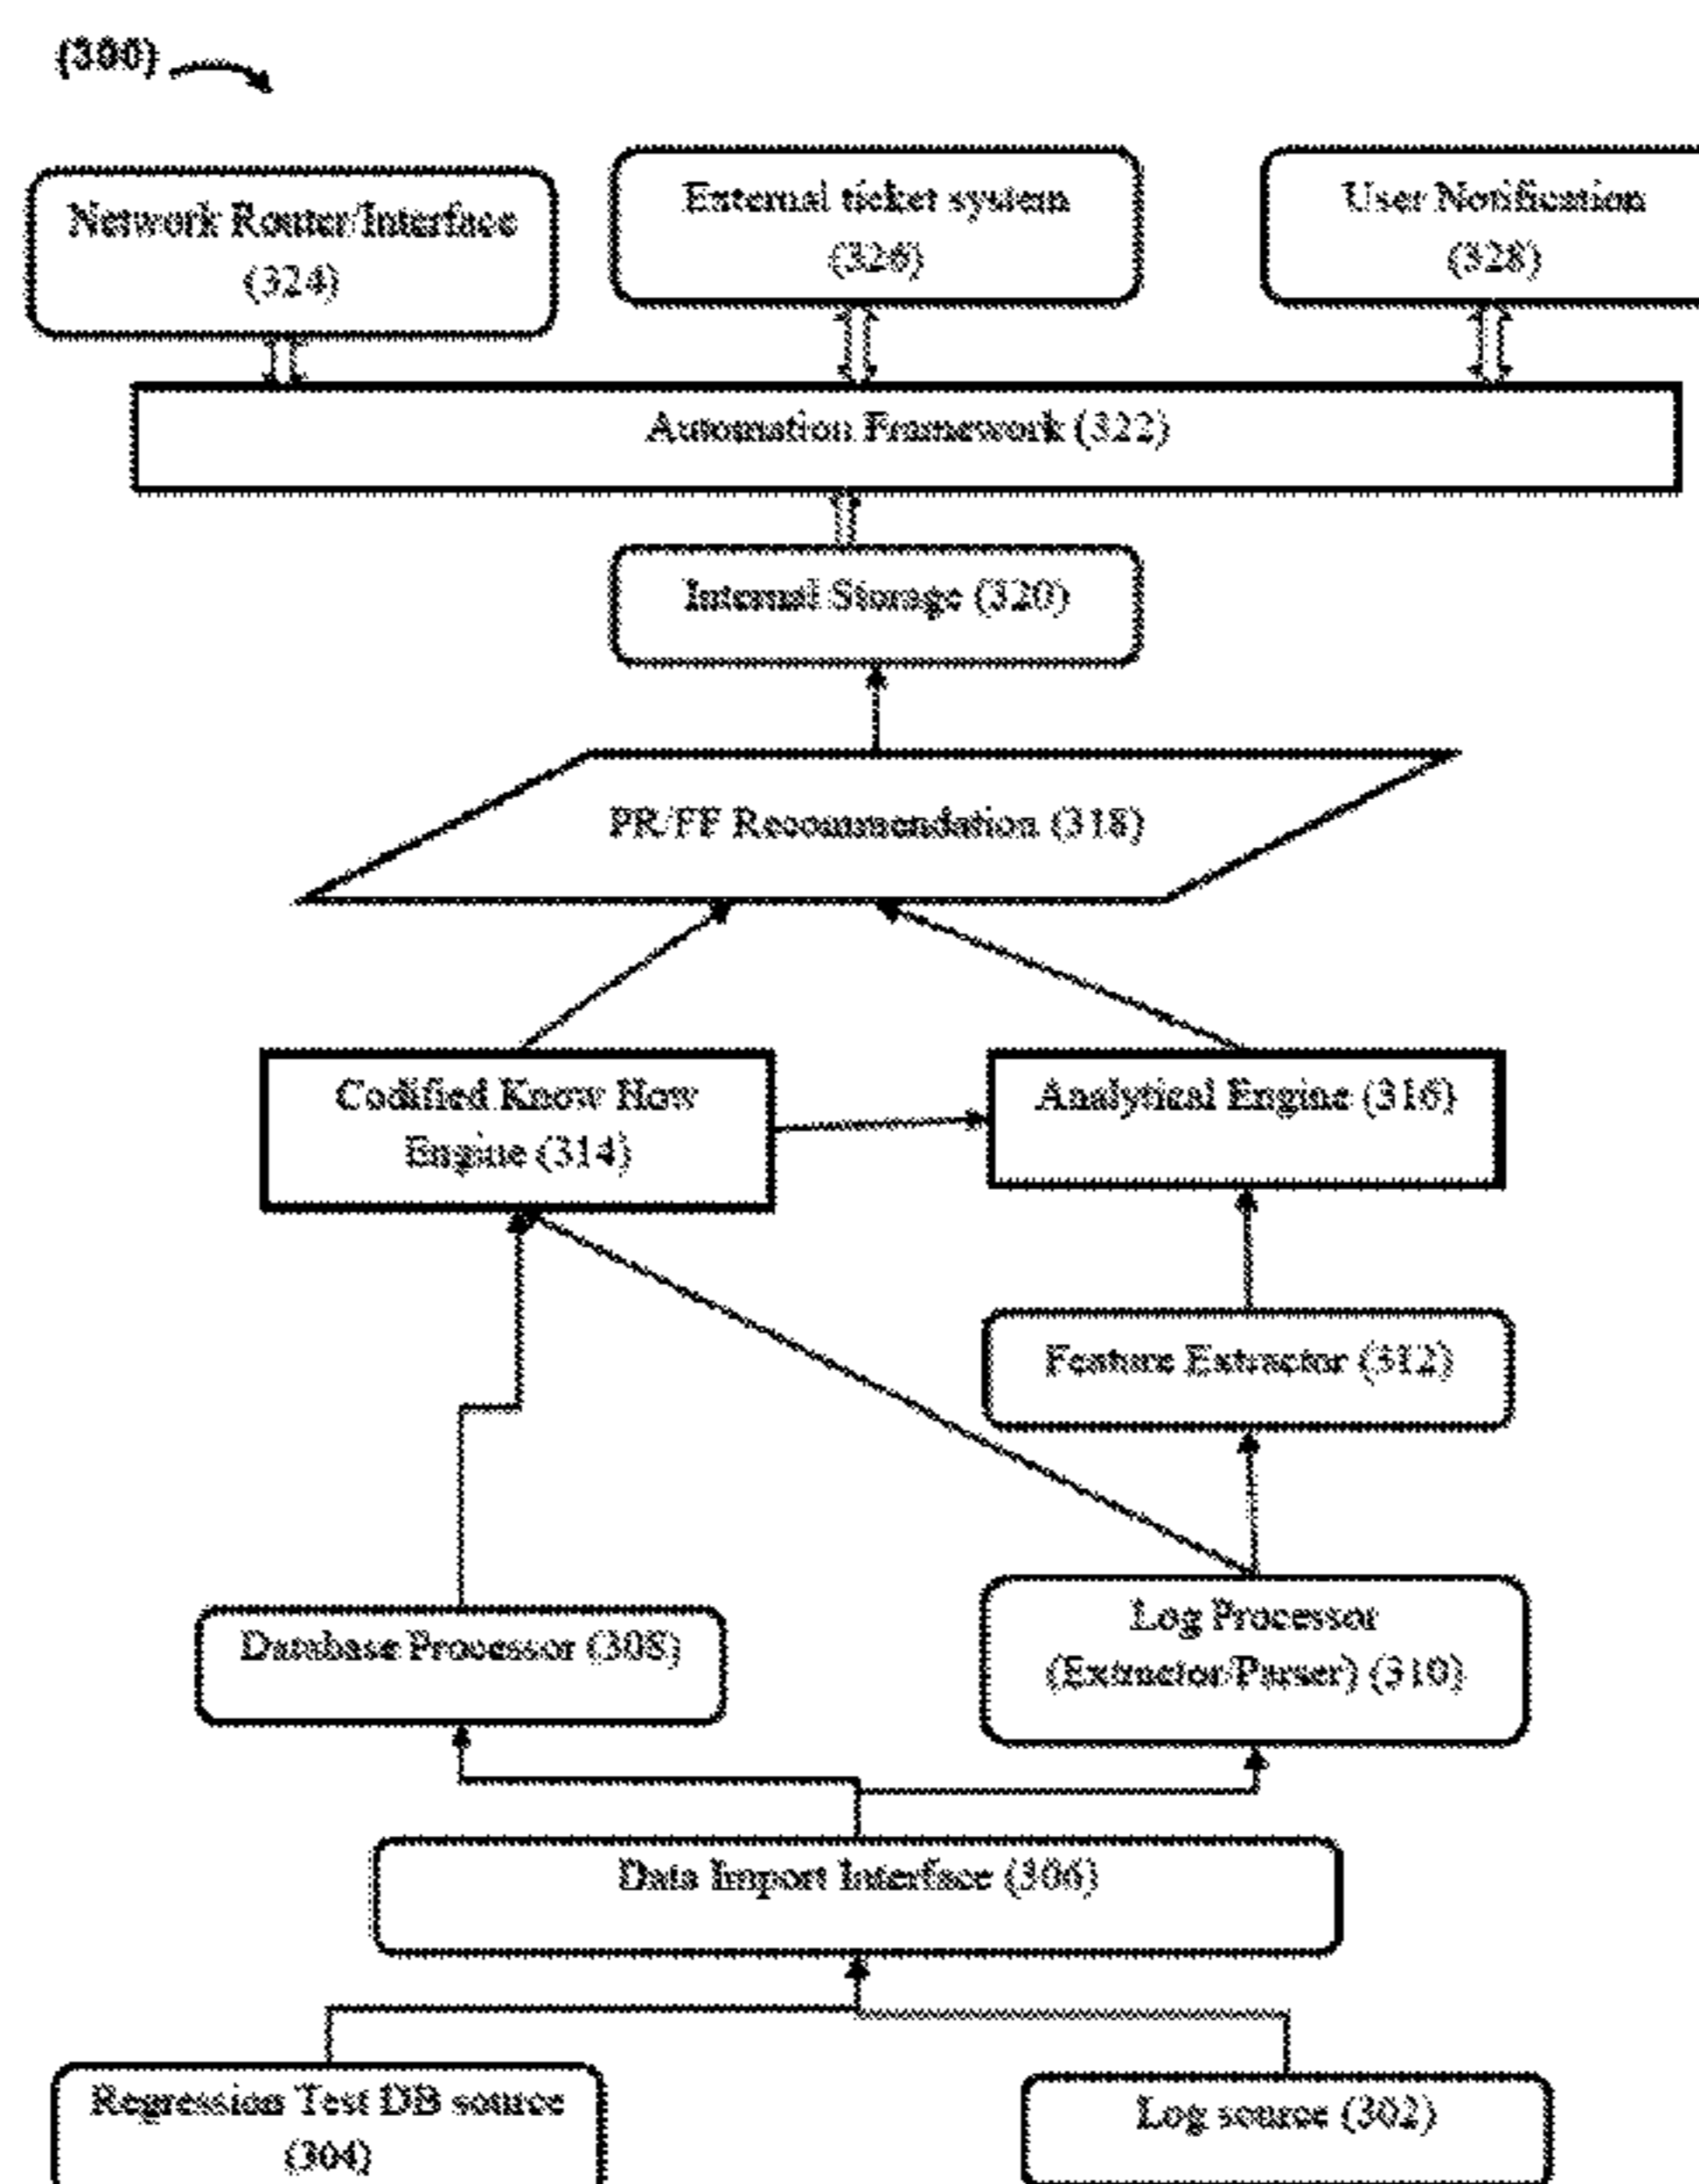 (300)
Network Router/Interface
(324)
External ticket system
(326)
User Notification
(328)
Automation Framework (322)
Internal Storage (320)
PR/FF Recommendation (318)
Codified Know How
Engine (314)
Analytical Engine (316)
Feature Extractor (312)
Database Processor (308)
Log Processor
(Extractor/Parser) (310)
Data Import Interface (306)
Regression Test DB source
(304)
Log source (302)